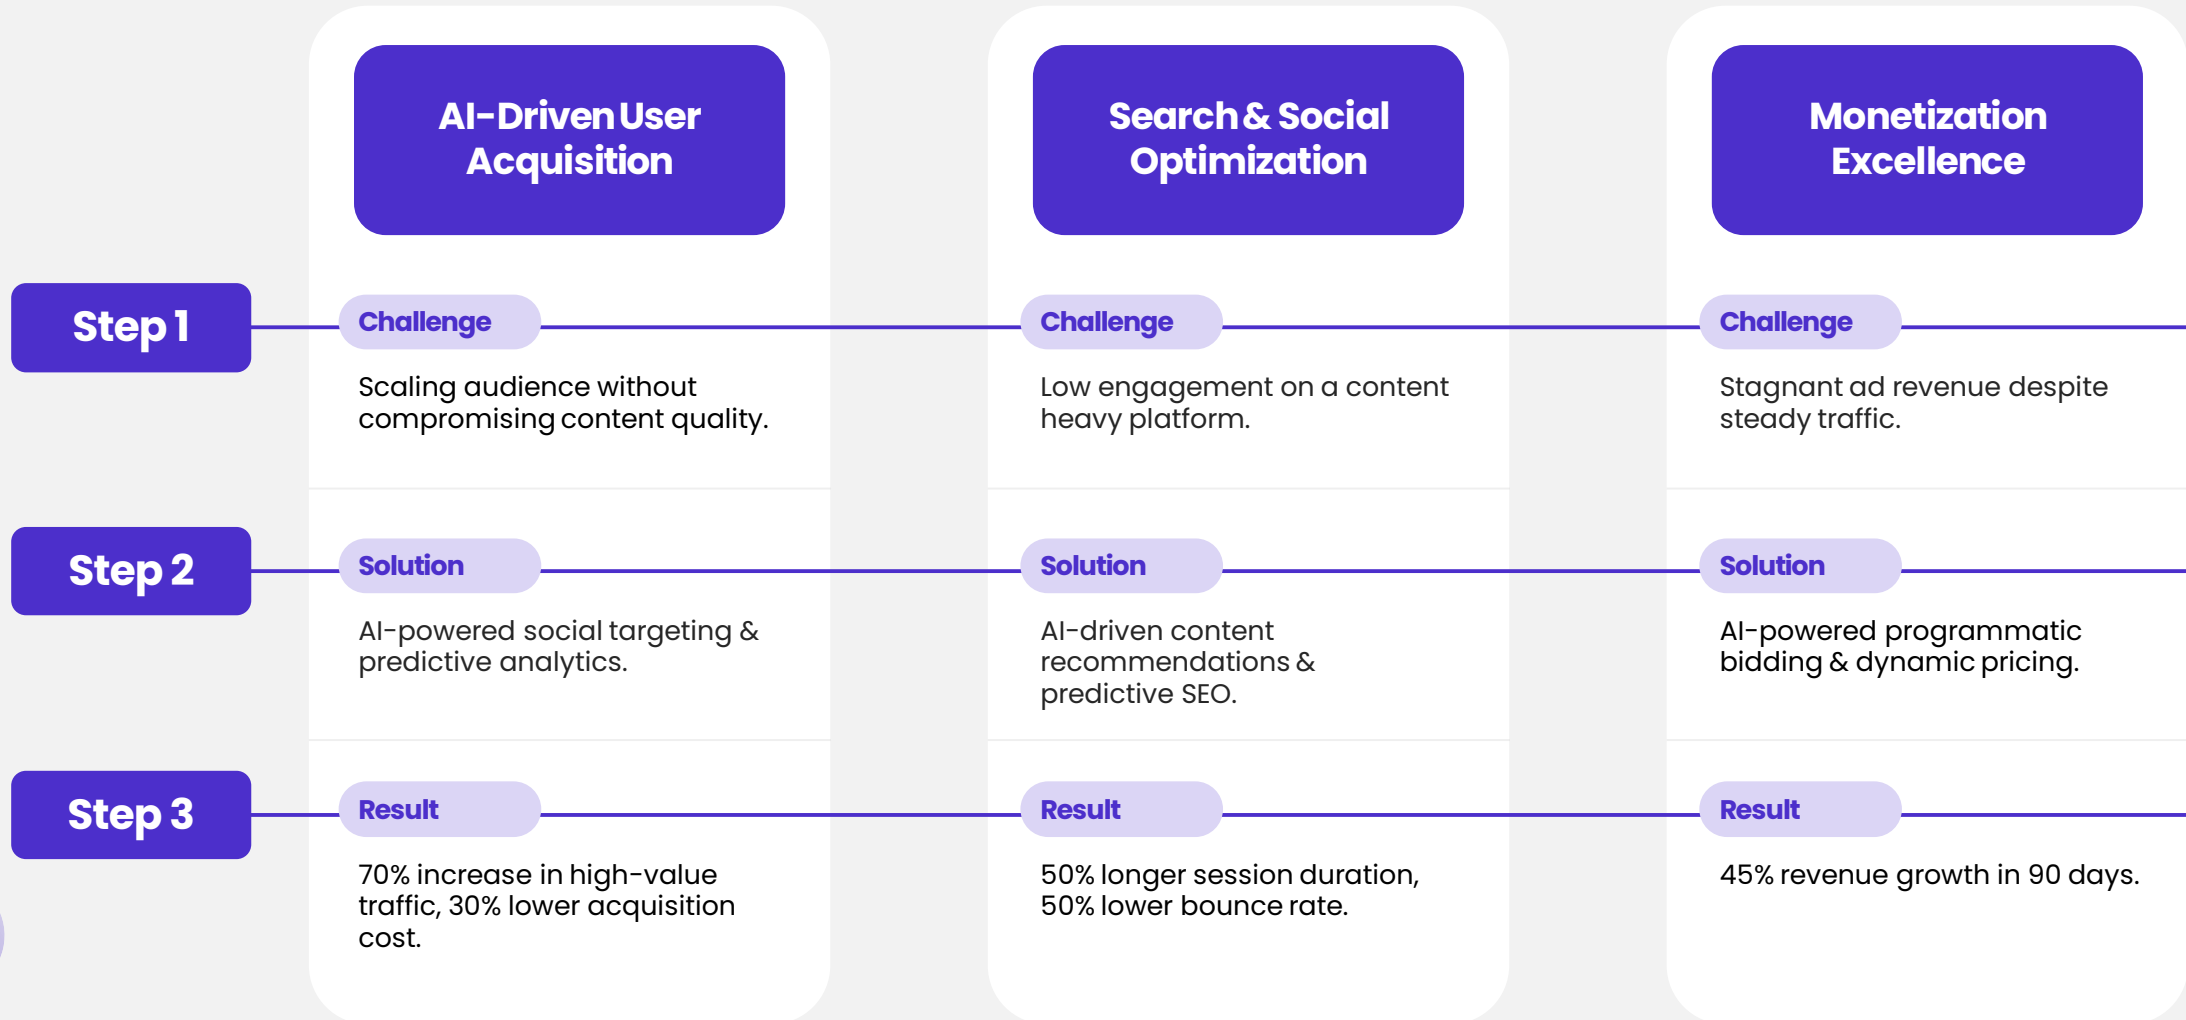 AI-Driven User
Acquisition
Search & Social
Optimization
Monetization
Excellence
Step 1
Challenge
Scaling audience without
compromising content quality.
Challenge
Low engagement on a content
heavy platform.
Challenge
Stagnant ad revenue despite
steady traffic.
Step 2
Solution
AI-powered social targeting &
predictive analytics.
Solution
AI-driven content
recommendations &
predictive SEO.
Solution
AI-powered programmatic
bidding & dynamic pricing.
Step 3
Result
70% increase in high-value
traffic, 30% lower acquisition
cost.
Result
50% longer session duration,
50% lower bounce rate.
Result
45% revenue growth in 90 days.